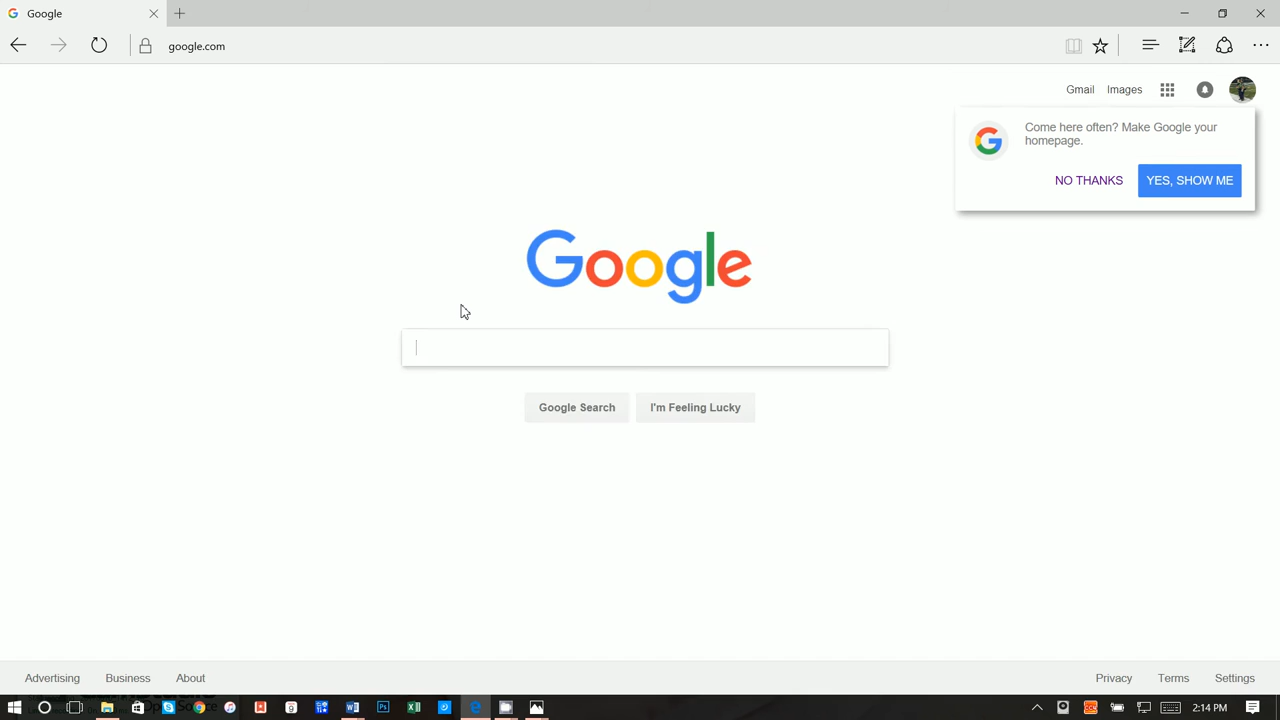 Google
google.com
Gmail Images
Come here often? Make Google your
homepage.
NO THANKS YES, SHOW ME
Google
Google Search I'm Feeling Lucky
Advertising Business About Privacy Terms Settings
2:14 PM